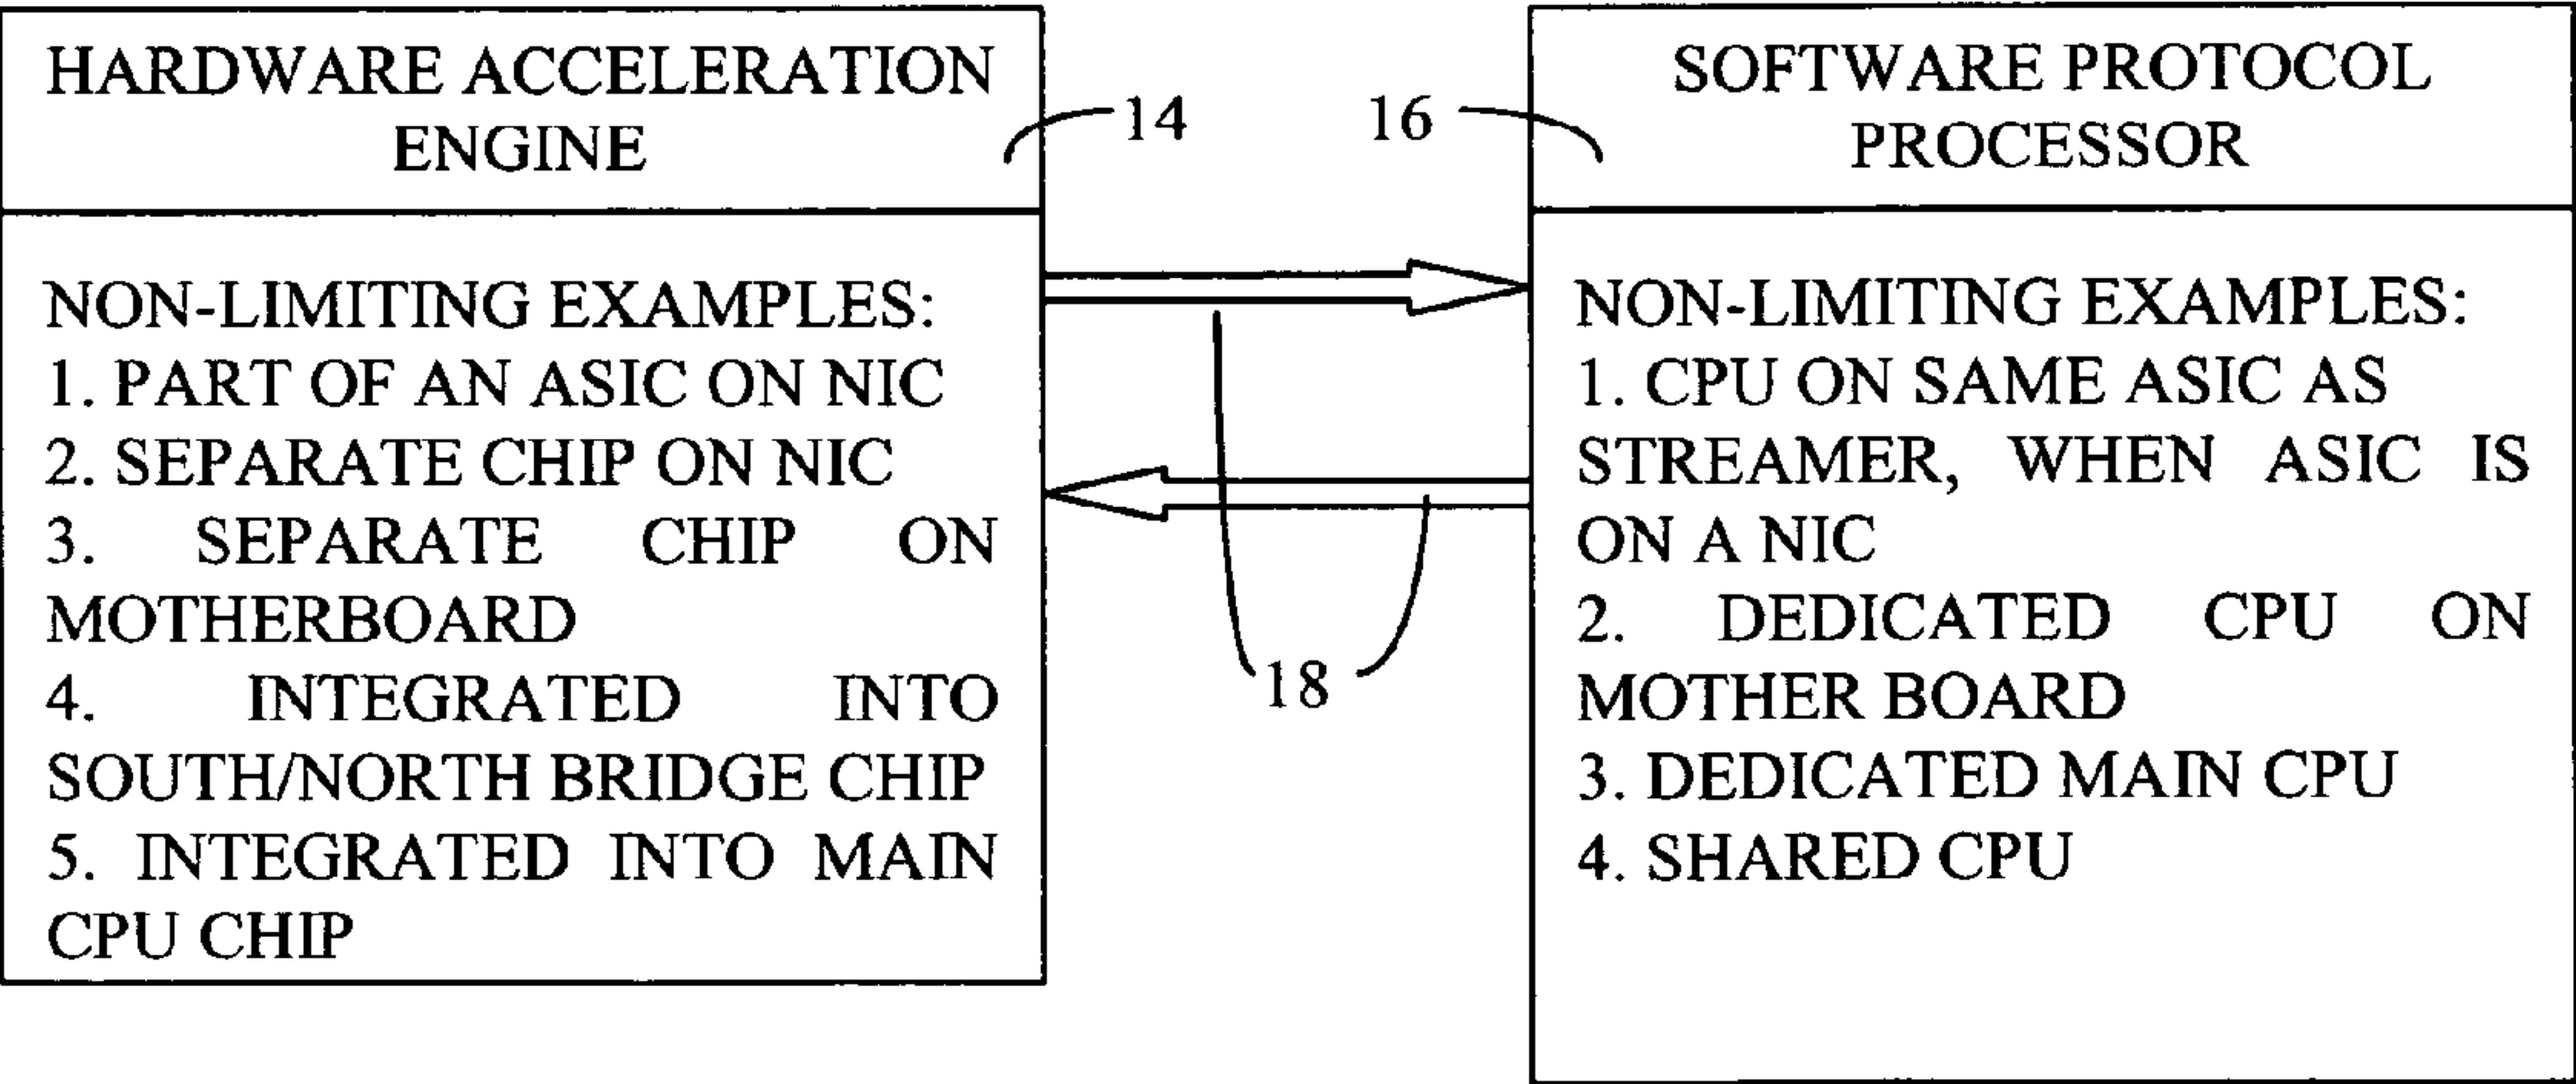 HARDWARE ACCELERATION
ENGINE
14
NON-LIMITING EXAMPLES:
1. PART OF AN ASIC ON NIC
2. SEPARATE CHIP ON NIC
3. SEPARATE CHIP ON
MOTHERBOARD
4. INTEGRATED INTO
SOUTH/NORTH BRIDGE CHIP
5. INTEGRATED INTO MAIN
CPU CHIP
18
16
SOFTWARE PROTOCOL
PROCESSOR
NON-LIMITING EXAMPLES:
1. CPU ON SAME ASIC AS
STREAMER, WHEN ASIC IS
ON A NIC
2. DEDICATED CPU ON
MOTHER BOARD
3. DEDICATED MAIN CPU
4. SHARED CPU